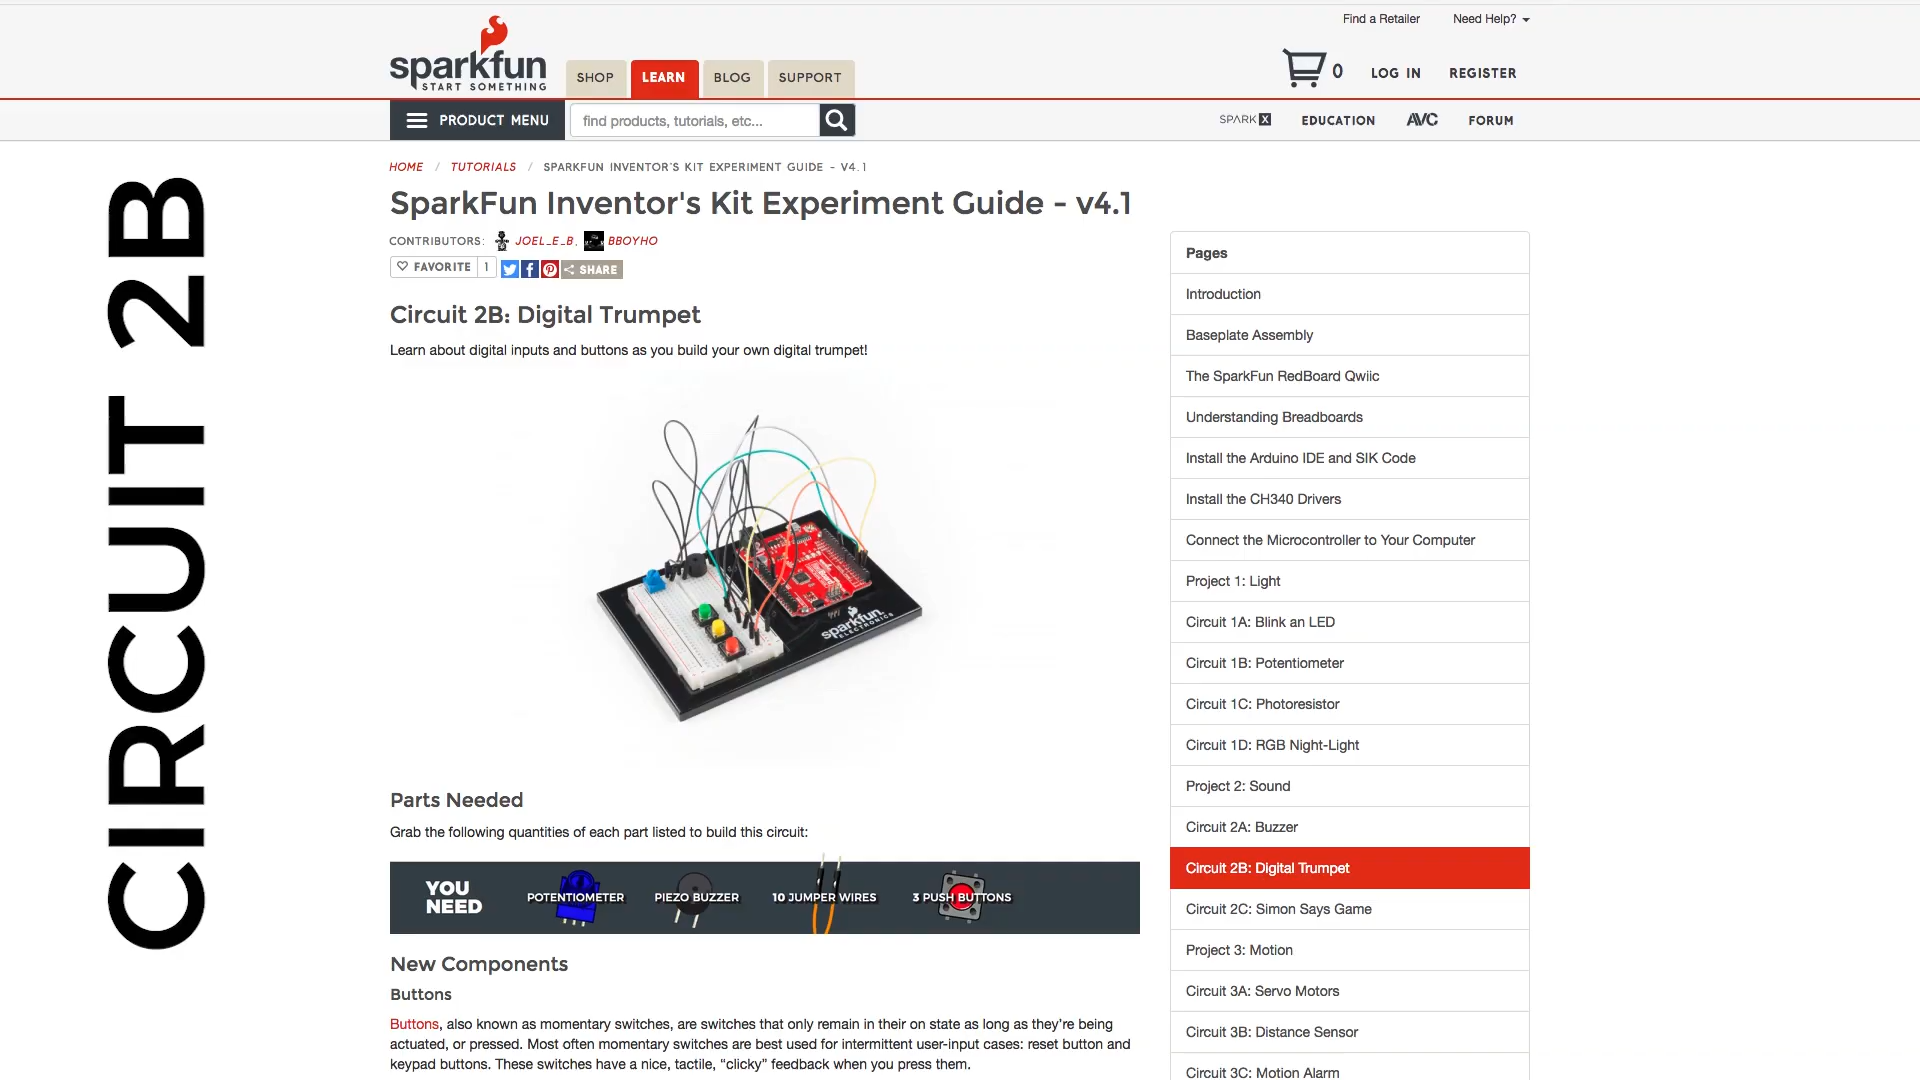 Find a Retailer
Need Help?
sparkfun
START SOMETHING
SHOP
LEARN
BLOG
SUPPORT
0
LOG IN
REGISTER
PRODUCT MENU
find products, tutorials, etc...
SPARK X
EDUCATION
AVC
FORUM
CIRCUIT 2B
HOME / TUTORIALS / SPARKFUN INVENTOR'S KIT EXPERIMENT GUIDE - V4.1
SparkFun Inventor's Kit Experiment Guide - v4.1
CONTRIBUTORS: JOEL_E_B, BBOYHO
FAVORITE 1
SHARE
Circuit 2B: Digital Trumpet
Learn about digital inputs and buttons as you build your own digital trumpet!
sparkfun
ELECTRONICS
Parts Needed
Grab the following quantities of each part listed to build this circuit:
YOU
NEED
POTENTIOMETER
PIEZO BUZZER
10 JUMPER WIRES
3 PUSH BUTTONS
New Components
Buttons
Buttons, also known as momentary switches, are switches that only remain in their on state as long as they’re being
actuated, or pressed. Most often momentary switches are best used for intermittent user-input cases: reset button and
keypad buttons. These switches have a nice, tactile, “clicky” feedback when you press them.
Pages
Introduction
Baseplate Assembly
The SparkFun RedBoard Qwiic
Understanding Breadboards
Install the Arduino IDE and SIK Code
Install the CH340 Drivers
Connect the Microcontroller to Your Computer
Project 1: Light
Circuit 1A: Blink an LED
Circuit 1B: Potentiometer
Circuit 1C: Photoresistor
Circuit 1D: RGB Night-Light
Project 2: Sound
Circuit 2A: Buzzer
Circuit 2B: Digital Trumpet
Circuit 2C: Simon Says Game
Project 3: Motion
Circuit 3A: Servo Motors
Circuit 3B: Distance Sensor
Circuit 3C: Motion Alarm